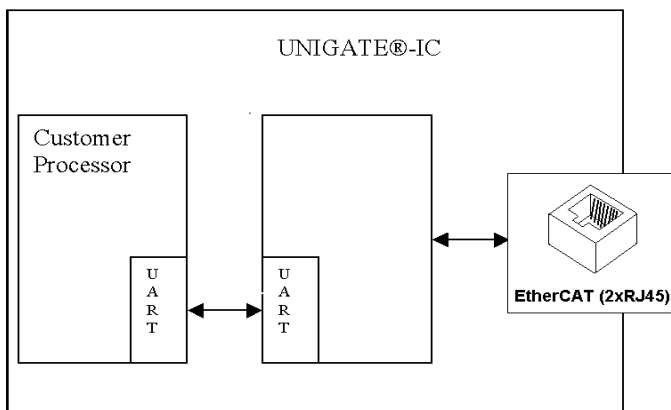 UNIGATE®-IC
Customer
Processor
U
A
R
T
U
A
R
T
EtherCAT (2xRJ45)